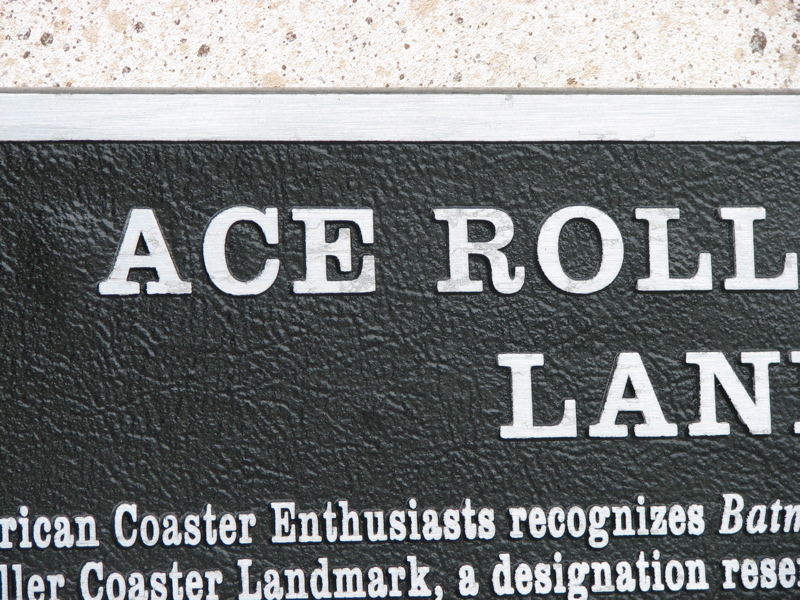 ACE ROLL
LAN
rican Coaster Enthusiasts recognizes Batm
ller Coaster Landmark, a designation rese